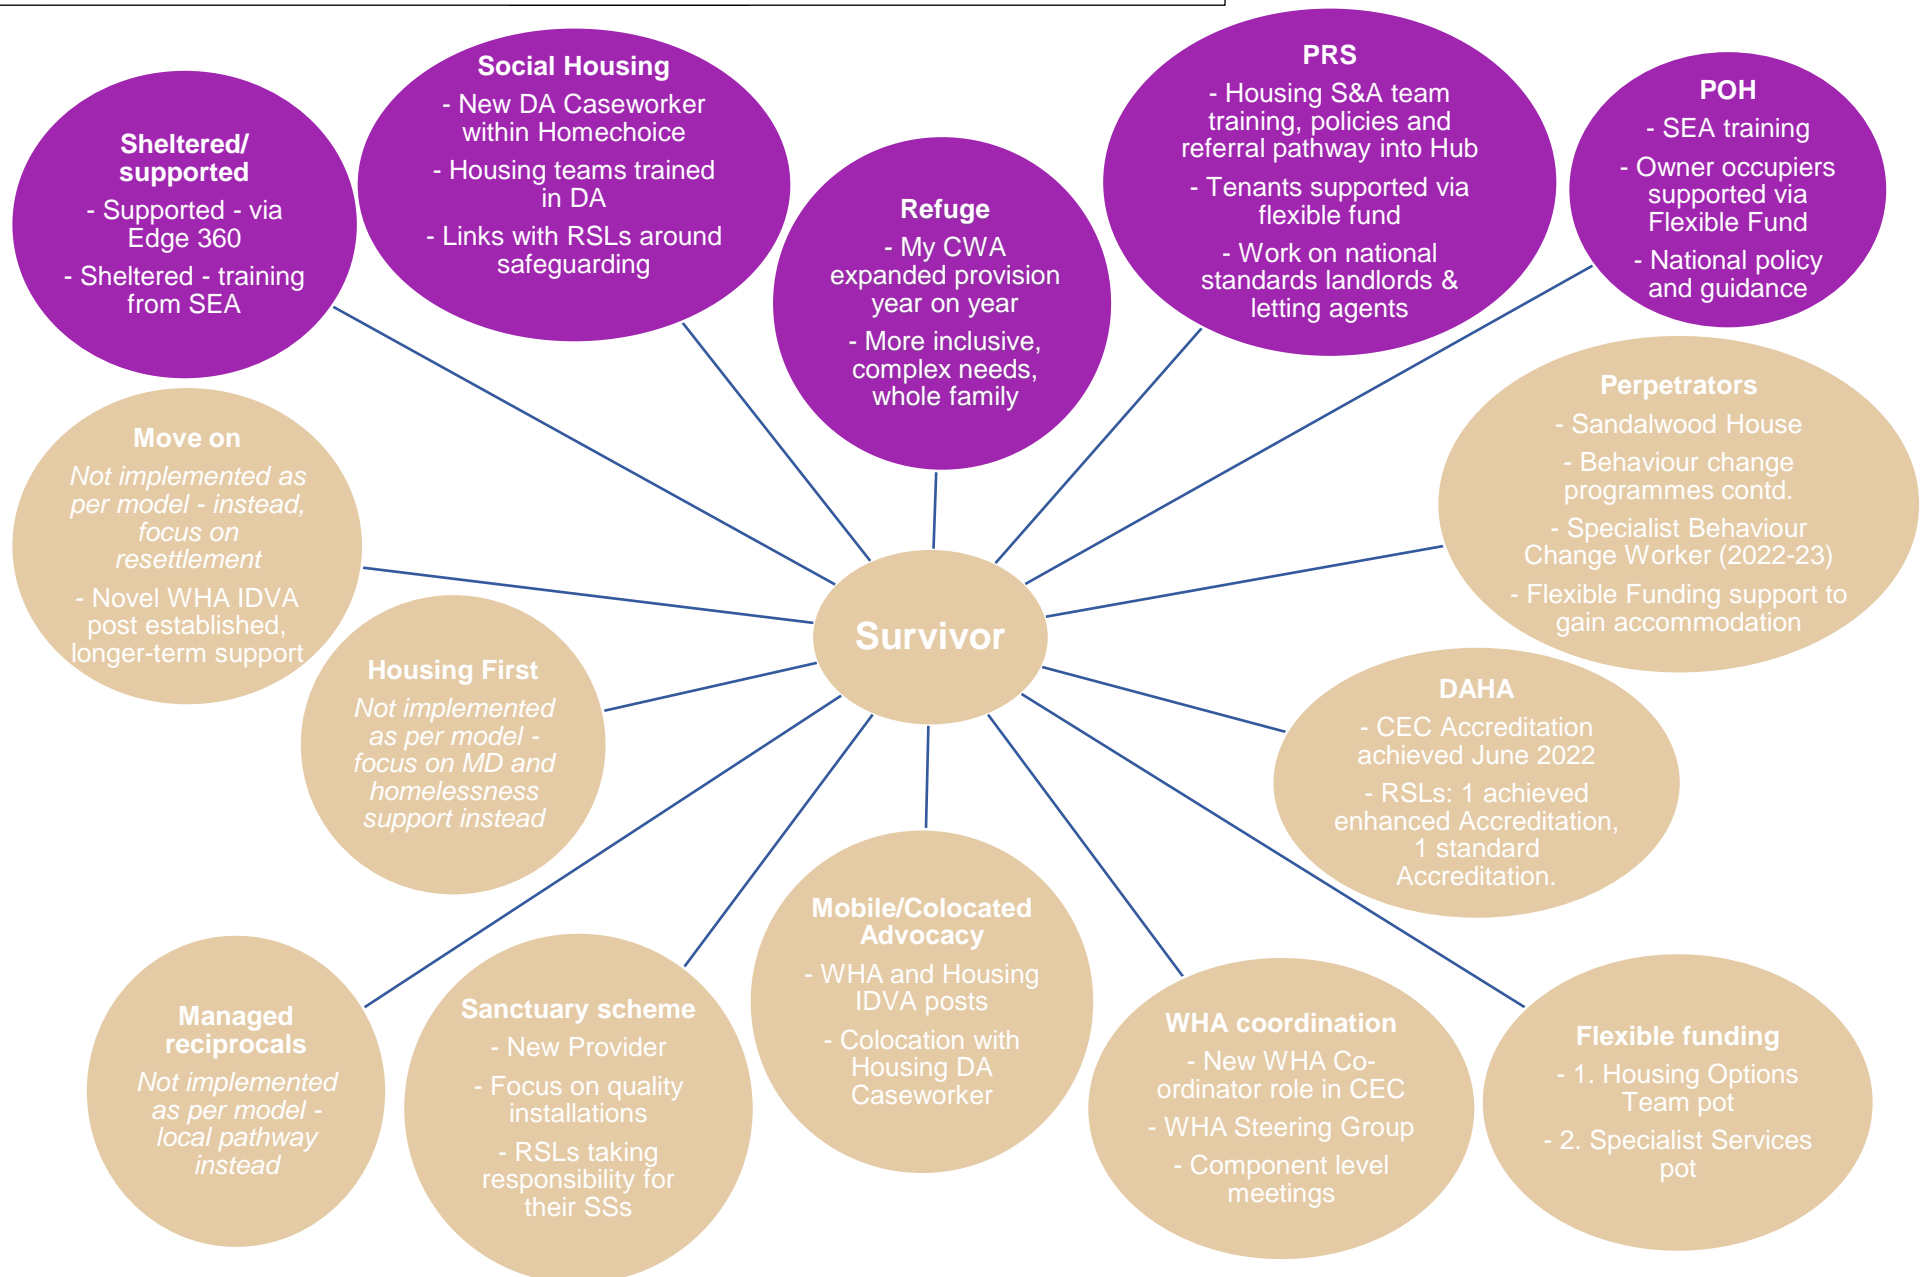 Sheltered/
supported
- Supported - via
Edge 360
- Sheltered - training
from SEA
Social Housing
- New DA Caseworker
within Homechoice
- Housing teams trained
in DA
- Links with RSLs around
safeguarding
Refuge
- My CWA
expanded provision
year on year
- More inclusive,
complex needs,
whole family
PRS
- Housing S&A team
training, policies and
referral pathway into Hub
- Tenants supported via
flexible fund
- Work on national
standards landlords &
letting agents
POH
- SEA training
- Owner occupiers
supported via
Flexible Fund
- National policy
and guidance
Move on
Not implemented as
per model - instead,
focus on
resettlement
- Novel WHA IDVA
post established,
longer-term support
Housing First
Not implemented
as per model -
focus on MD and
homelessness
support instead
Survivor
Perpetrators
- Sandalwood House
- Behaviour change
programmes contd.
- Specialist Behaviour
Change Worker (2022-23)
- Flexible Funding support to
gain accommodation
DAHA
- CEC Accreditation
achieved June 2022
- RSLs: 1 achieved
enhanced Accreditation,
1 standard
Accreditation.
Managed
reciprocals
Not implemented
as per model -
local pathway
instead
Sanctuary scheme
- New Provider
- Focus on quality
installations
- RSLs taking
responsibility for
their SSs
Mobile/Colocated
Advocacy
- WHA and Housing
IDVA posts
- Colocation with
Housing DA
Caseworker
WHA coordination
- New WHA Co-
ordinator role in CEC
- WHA Steering Group
- Component level
meetings
Flexible funding
- 1. Housing Options
Team pot
- 2. Specialist Services
pot